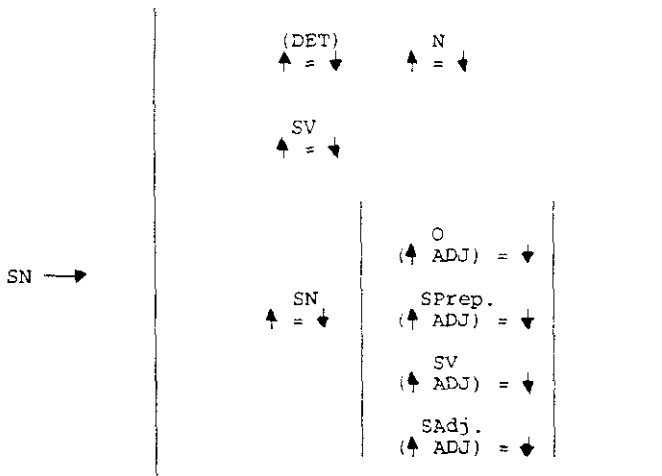 (DET) N
↑ = ↓ ↑ = ↓
SV
↑ = ↓
O
(↑ ADJ) = ↓
SN →
SN SPrep.
↑ = ↓ (↑ ADJ) = ↓
SV
(↑ ADJ) = ↓
SAdj.
(↑ ADJ) = ↓